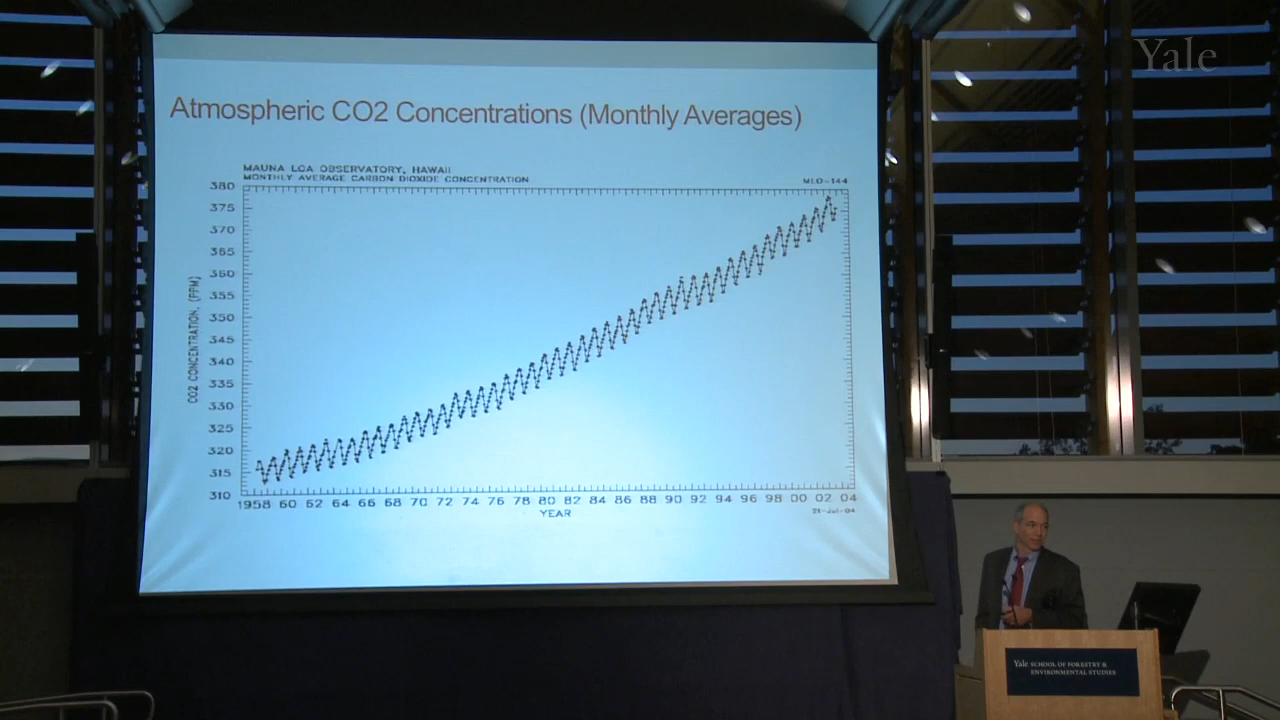 Yale
Atmospheric CO2 Concentrations (Monthly Averages)
MAUNA LOA OBSERVATORY, HAWAII
MONTHLY AVERAGE CARBON DIOXIDE CONCENTRATION
MLO-144
380
375
370
365
360
355
350
345
340
335
330
325
320
315
310
CO2 CONCENTRATION, (PPM)
1958 60 62 64 66 68 70 72 74 76 78 80 82 84 86 88 90 92 94 96 98 00 02 04
YEAR
21-Jul-04
Yale SCHOOL OF FORESTRY &
ENVIRONMENTAL STUDIES